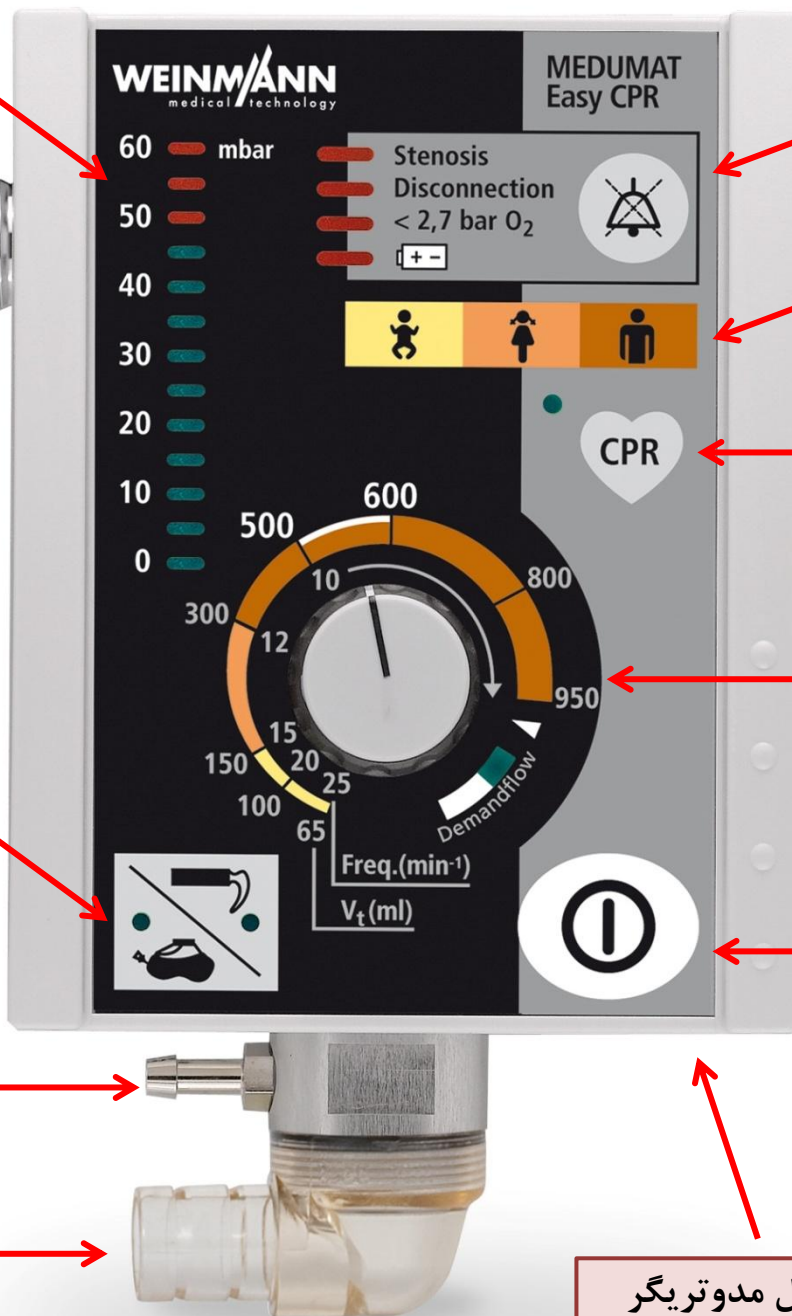 WEINMANN
medical technology
MEDUMAT
Easy CPR
60 mbar
50
40
30
20
10
0
Stenosis
Disconnection
< 2,7 bar O₂
+ -
CPR
600
500
800
10
300
12
950
15
150
20
25
100
65
Demandflow
Freq.(min⁻¹)
Vₜ(ml)
ل مدوتریگر